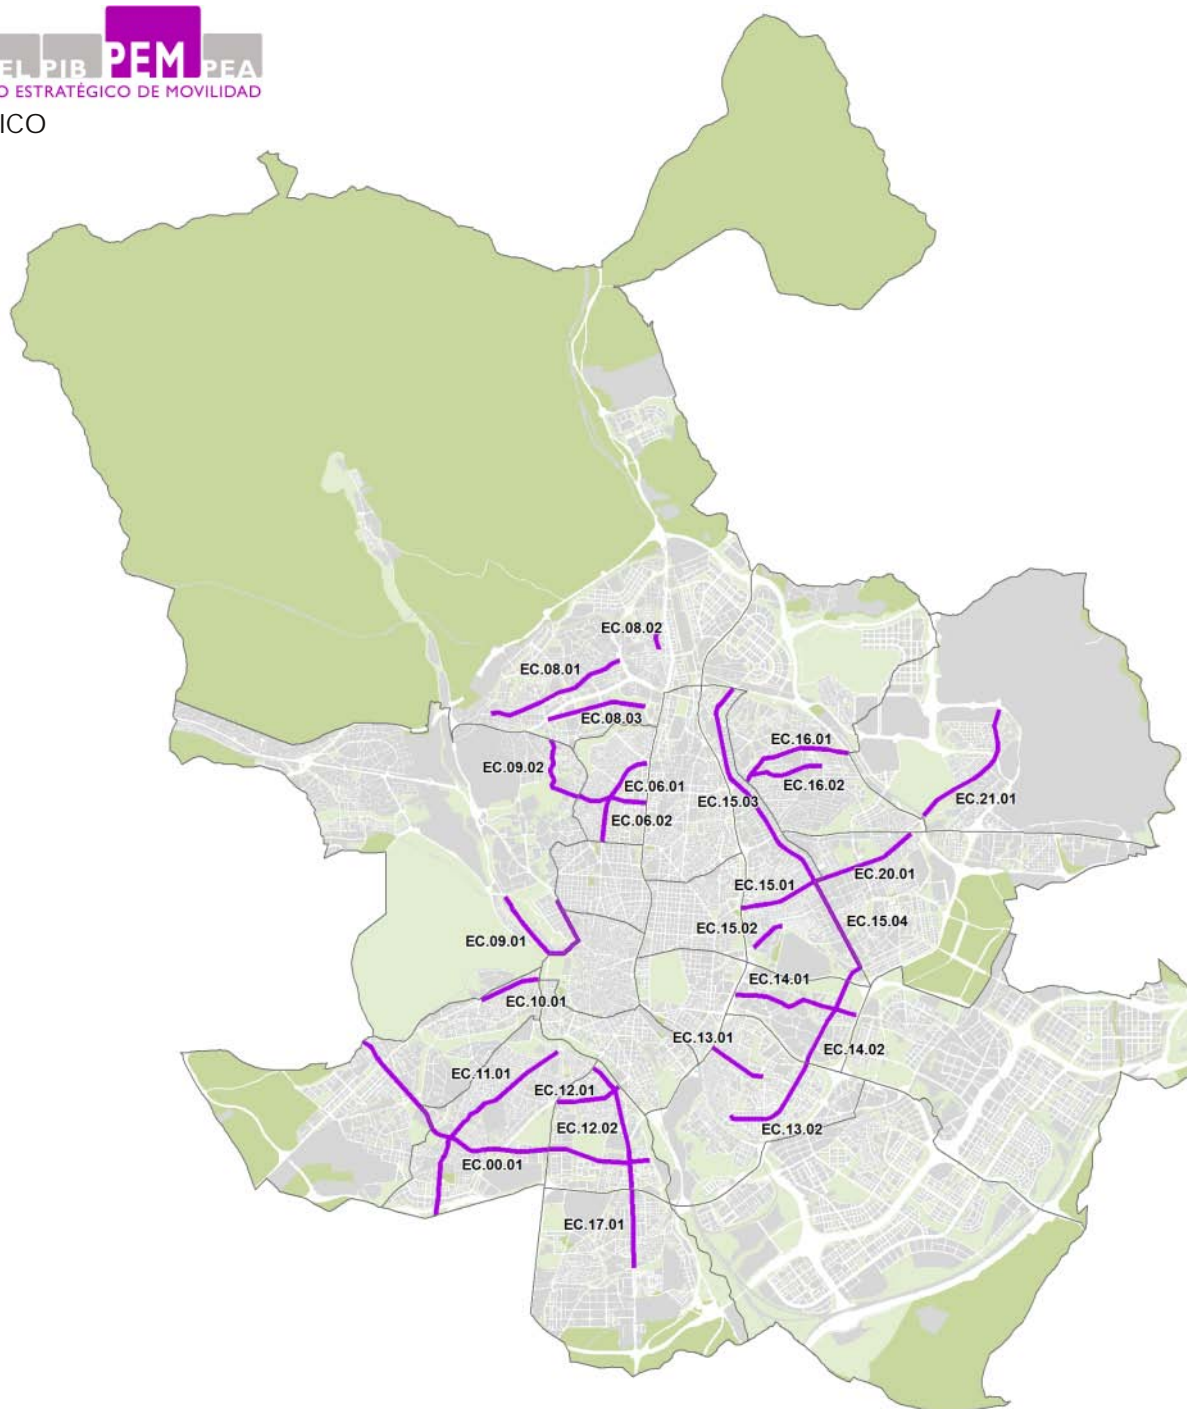 EL PIB PEM PEA
O ESTRATÉGICO DE MOVILIDAD
ICO
EC.08.02
EC.08.01
EC.08.03
EC.16.01
EC.09.02
EC.06.01
EC.16.02
EC.21.01
EC.15.03
EC.06.02
EC.20.01
EC.15.01
EC.15.04
EC.15.02
EC.09.01
EC.14.01
EC.10.01
EC.13.01
EC.14.02
EC.11.01
EC.12.01
EC.12.02
EC.13.02
EC.00.01
EC.17.01